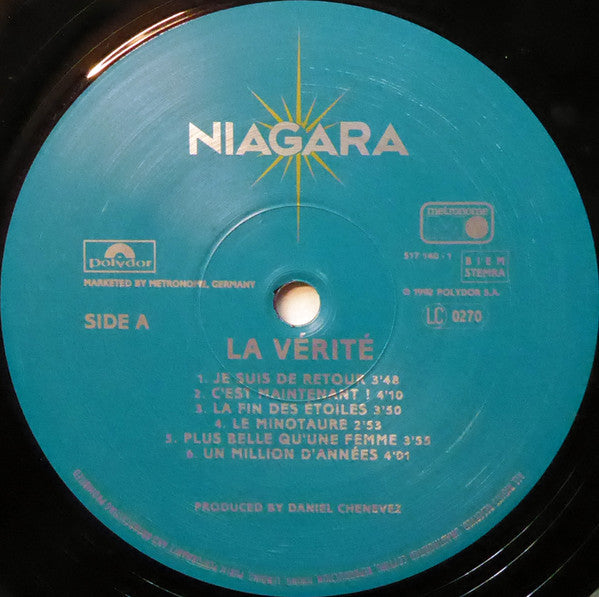 NIAGARA
metronome
polydor
517 140 - 1
BIEM
STEMRA
MARKETED BY METRONOME, GERMANY
℗ 1992 POLYDOR S.A.
SIDE A
LC 0270
LA VÉRITÉ
1. JE SUIS DE RETOUR 3'48
2. C'EST MAINTENANT ! 4'10
3. LA FIN DES ÉTOILES 3'50
4. LE MINOTAURE 2'53
5. PLUS BELLE QU'UNE FEMME 3'55
6. UN MILLION D'ANNÉES 4'01
PRODUCED BY DANIEL CHENEVEZ